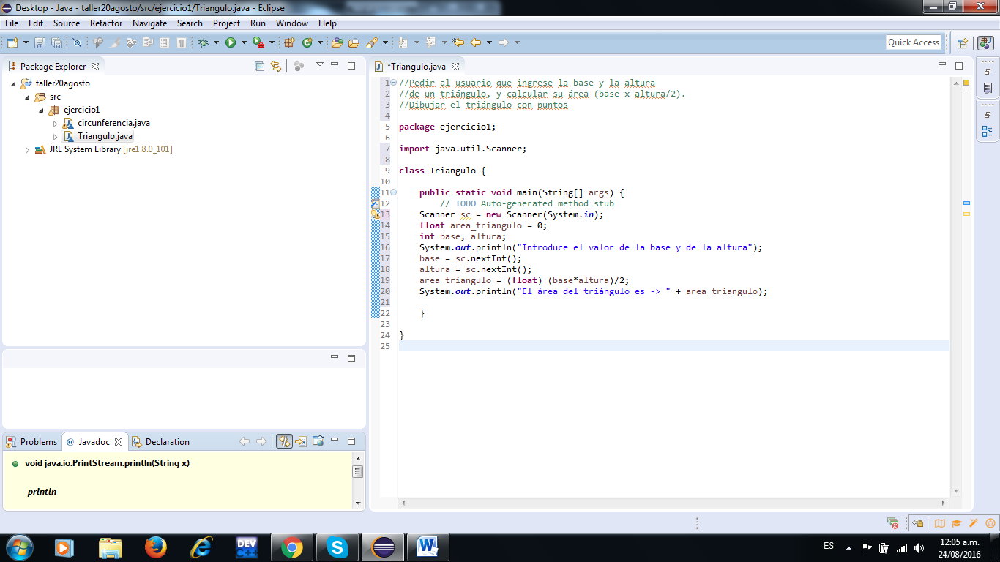 Desktop - Java - taller20agosto/src/ejercicio1/Triangulo.java - Eclipse
File Edit Source Refactor Navigate Search Project Run Window Help
Quick Access
Package Explorer
taller20agosto
src
ejercicio1
circunferencia.java
Triangulo.java
JRE System Library [jre1.8.0_101]
*Triangulo.java
1 //Pedir al usuario que ingrese la base y la altura
2 //de un triángulo, y calcular su área (base x altura/2).
3 //Dibujar el triángulo con puntos
4
5 package ejercicio1;
6
7 import java.util.Scanner;
8
9 class Triangulo {
10
11 public static void main(String[] args) {
12 // TODO Auto-generated method stub
13 Scanner sc = new Scanner(System.in);
14 float area_triangulo = 0;
15 int base, altura;
16 System.out.println("Introduce el valor de la base y de la altura");
17 base = sc.nextInt();
18 altura = sc.nextInt();
19 area_triangulo = (float) (base*altura)/2;
20 System.out.println("El área del triángulo es -> " + area_triangulo);
21
22 }
23
24 }
25
Problems @ Javadoc Declaration
void java.io.PrintStream.println(String x)
println
DEV C++
ES
12:05 a.m.
24/08/2016